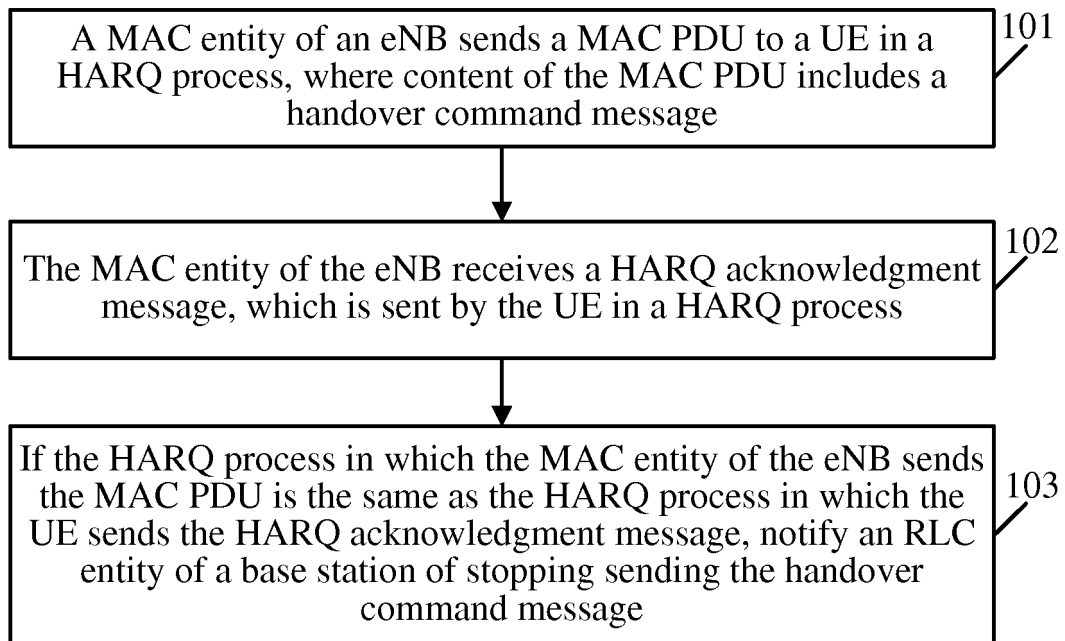 A MAC entity of an eNB sends a MAC PDU to a UE in a
HARQ process, where content of the MAC PDU includes a
handover command message
101
The MAC entity of the eNB receives a HARQ acknowledgment
message, which is sent by the UE in a HARQ process
102
If the HARQ process in which the MAC entity of the eNB sends
the MAC PDU is the same as the HARQ process in which the
UE sends the HARQ acknowledgment message, notify an RLC
entity of a base station of stopping sending the handover
command message
103